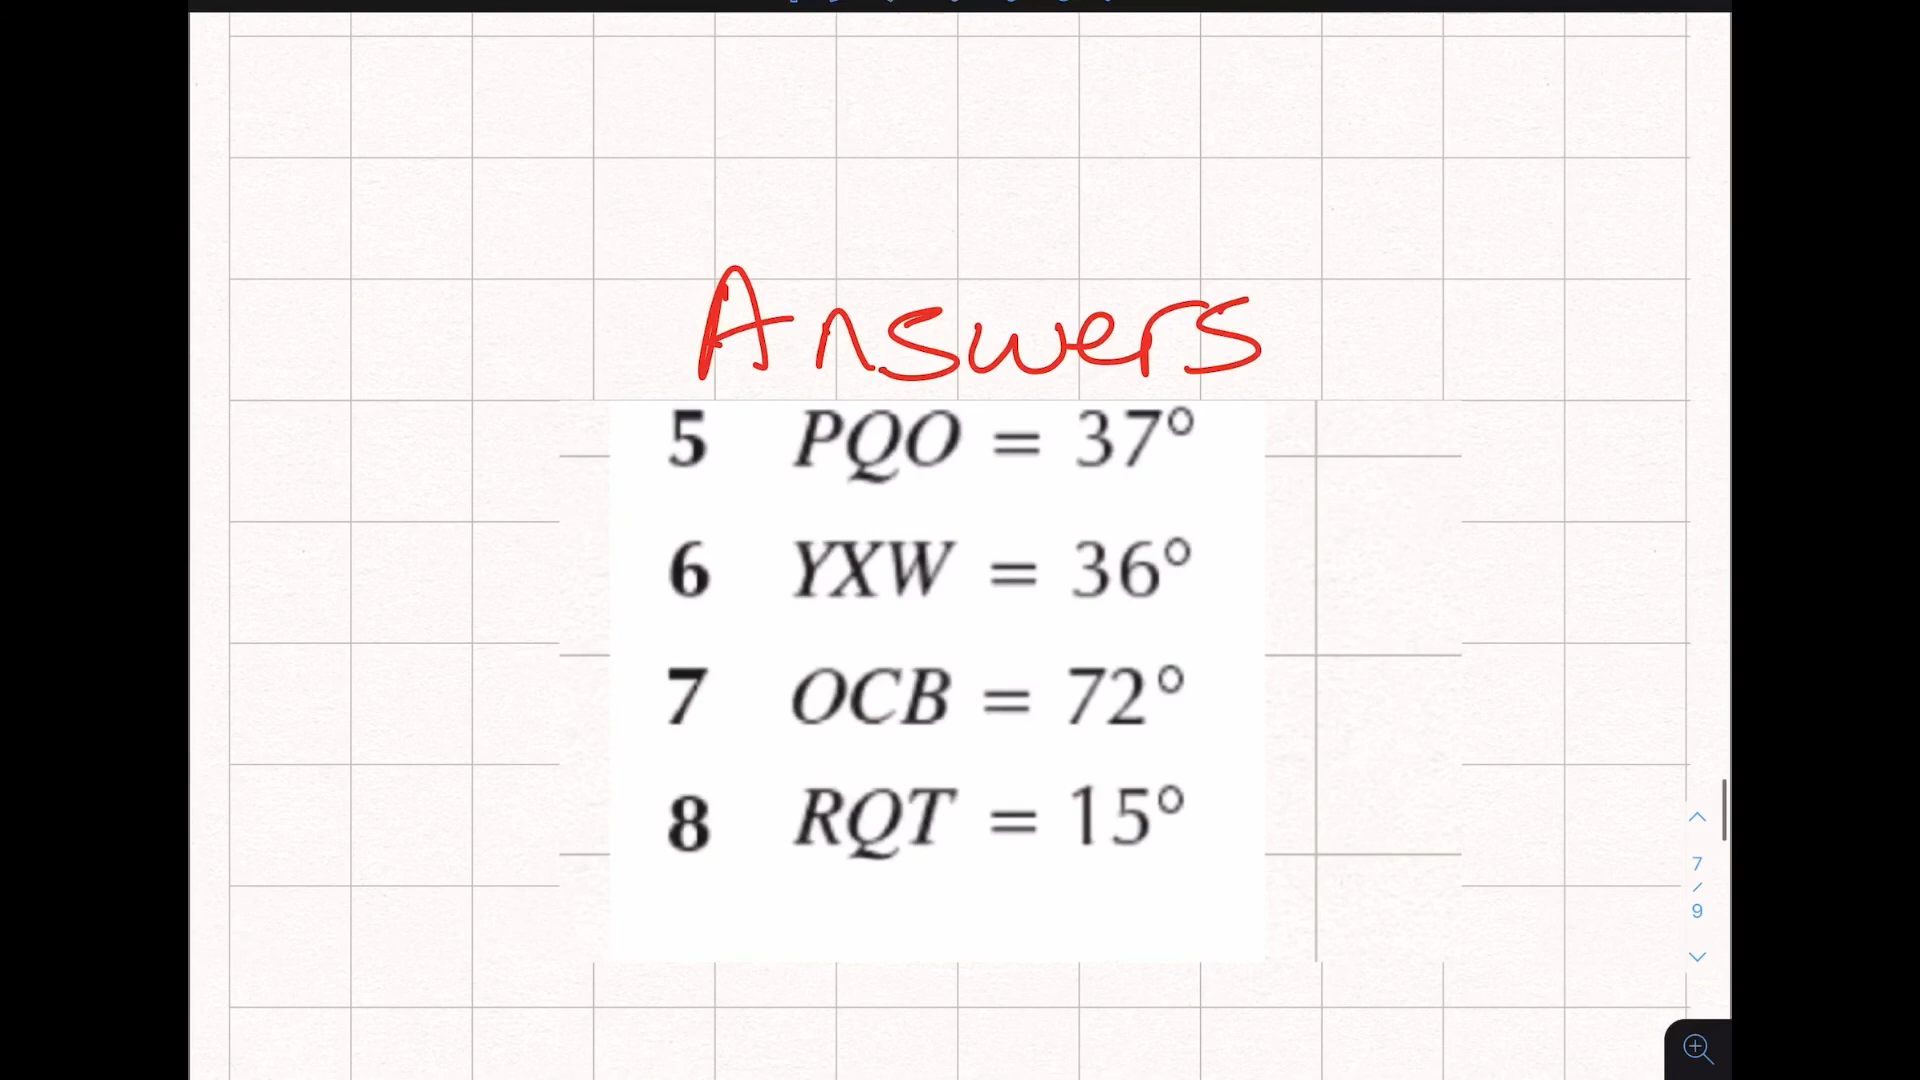 Answers
5 PQO = 37°
6 YXW = 36°
7 OCB = 72°
8 RQT = 15°
7
/
9